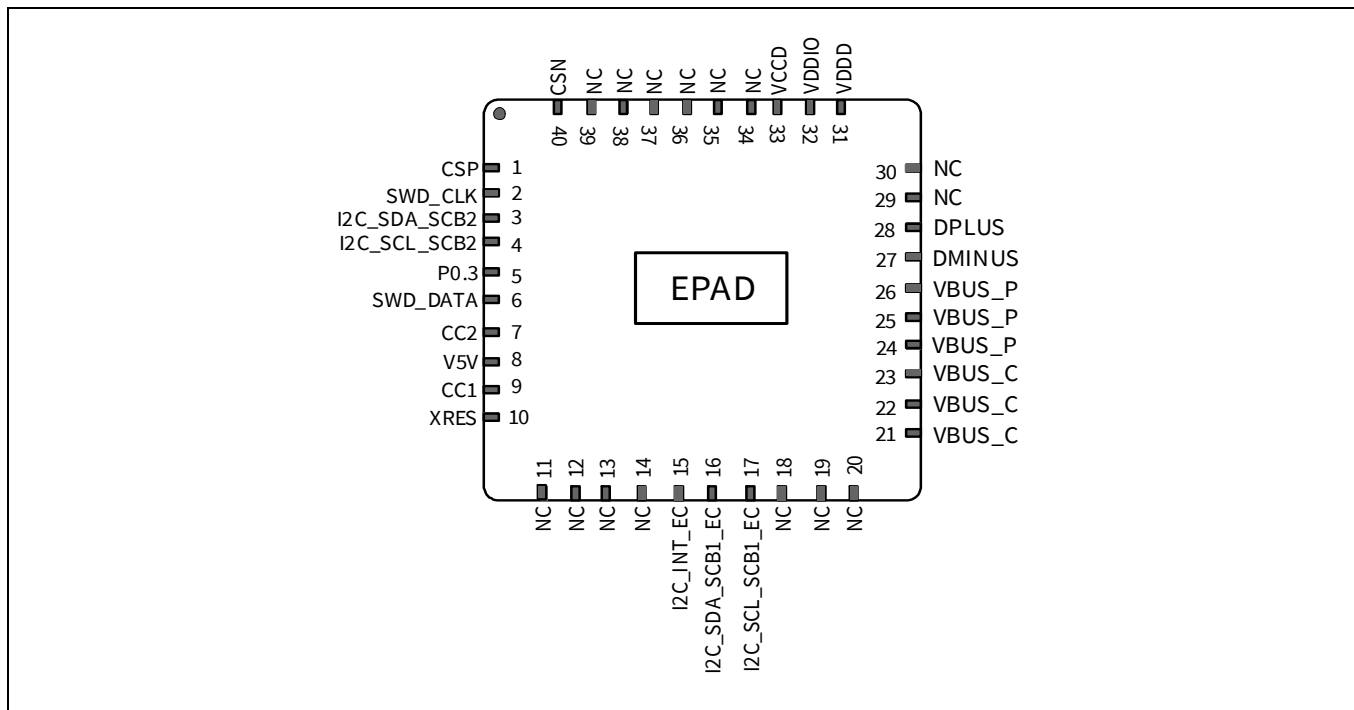 CSN
NC
NC
NC
NC
NC
NC
VCCD
VDDIO
VDDD
40
39
38
37
36
35
34
33
32
31
CSP 1
SWD_CLK 2
I2C_SDA_SCB2 3
I2C_SCL_SCB2 4
P0.3 5
SWD_DATA 6
CC2 7
V5V 8
CC1 9
XRES 10
EPAD
30 NC
29 NC
28 DPLUS
27 DMINUS
26 VBUS_P
25 VBUS_P
24 VBUS_P
23 VBUS_C
22 VBUS_C
21 VBUS_C
11
12
13
14
15
16
17
18
19
20
NC
NC
NC
NC
I2C_INT_EC
I2C_SDA_SCB1_EC
I2C_SCL_SCB1_EC
NC
NC
NC